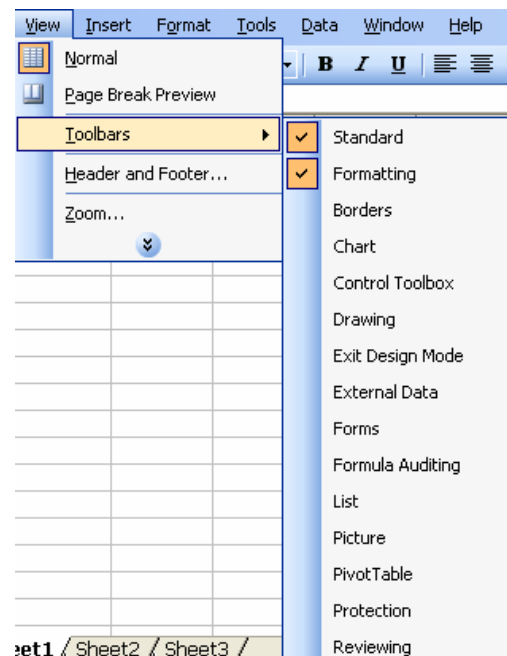 View Insert Format Tools Data Window Help
Normal
B I U
Page Break Preview
Toolbars
Standard
Header and Footer...
Formatting
Zoom...
Borders
Chart
Control Toolbox
Drawing
Exit Design Mode
External Data
Forms
Formula Auditing
List
Picture
PivotTable
Protection
Reviewing
eet1 / Sheet2 / Sheet3 /